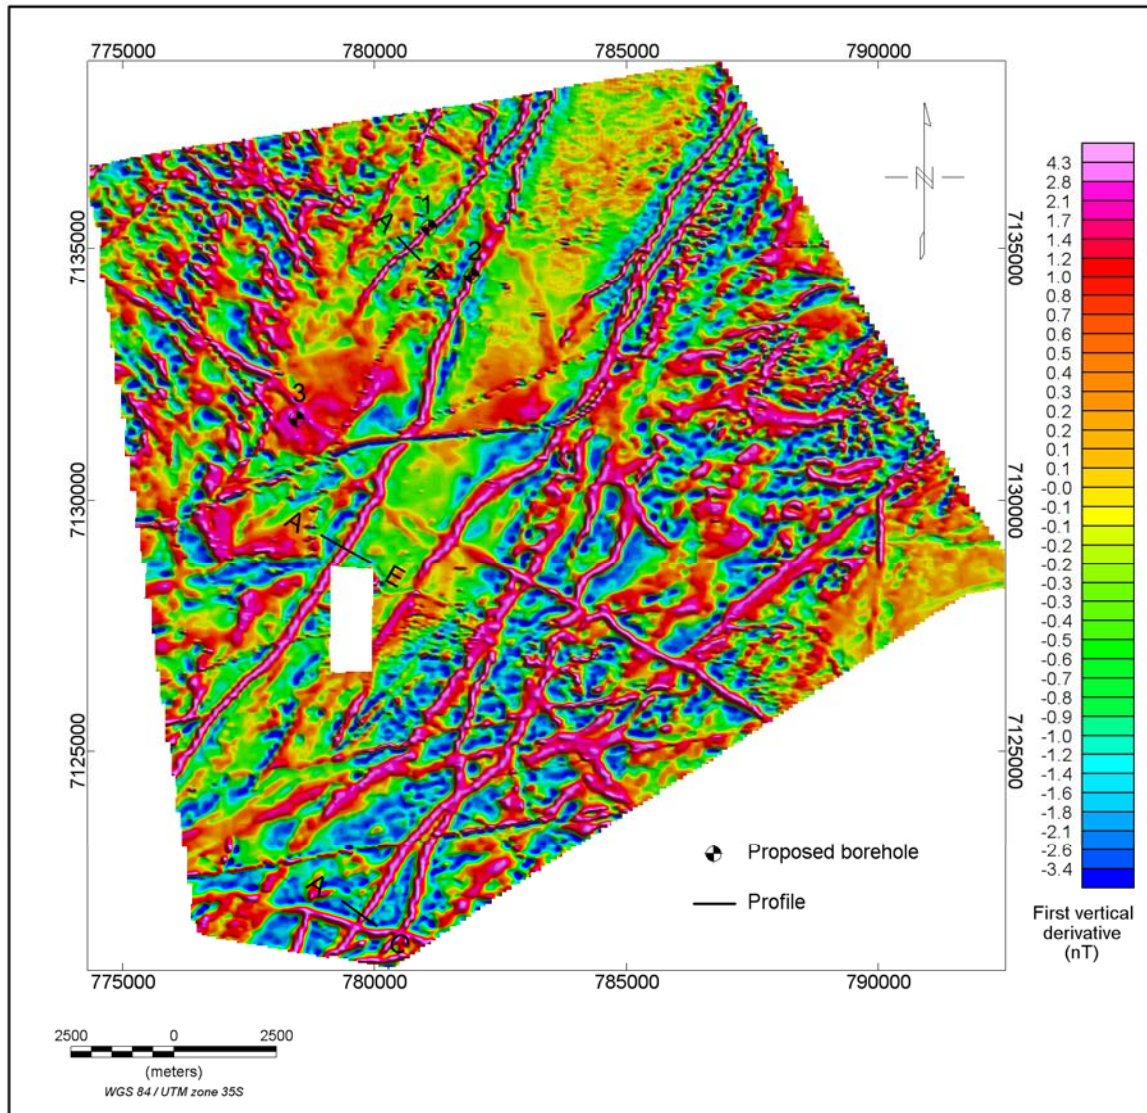 775000 780000 785000 790000
7135000 7135000
7130000 7130000
7125000 7125000
775000 780000 785000 790000
N
A
1
F
2
3
A
E
A
C
4.3
2.8
2.1
1.7
1.4
1.2
1.0
0.8
0.7
0.6
0.5
0.4
0.3
0.2
0.2
0.1
0.1
-0.0
-0.1
-0.1
-0.2
-0.2
-0.3
-0.4
-0.5
-0.6
-0.7
-0.7
-0.8
-0.9
-1.0
-1.2
-1.4
-1.6
-1.8
-2.1
-2.6
-3.4
First vertical
derivative
(nT)
Proposed borehole
Profile
2500 0 2500
(meters)
WGS 84 / UTM zone 35S